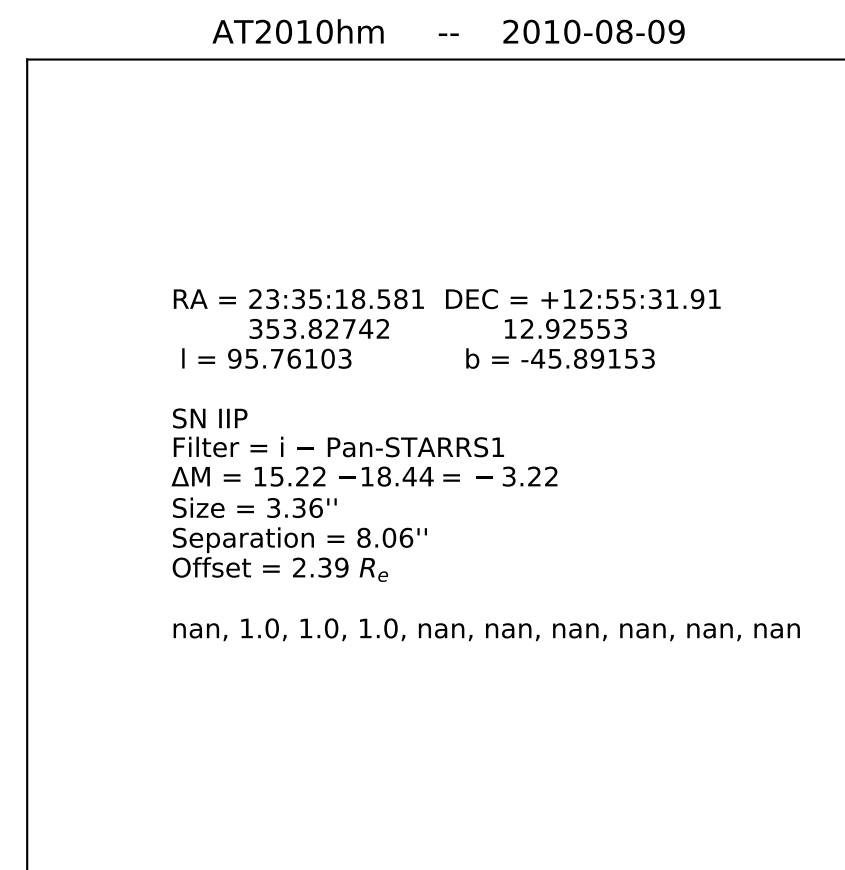 AT2010hm -- 2010-08-09
RA = 23:35:18.581 DEC = +12:55:31.91
353.82742 12.92553
l = 95.76103 b = -45.89153
SN IIP
Filter = i − Pan-STARRS1
ΔM = 15.22 −18.44 = − 3.22
Size = 3.36''
Separation = 8.06''
Offset = 2.39 Rₑ
nan, 1.0, 1.0, 1.0, nan, nan, nan, nan, nan, nan